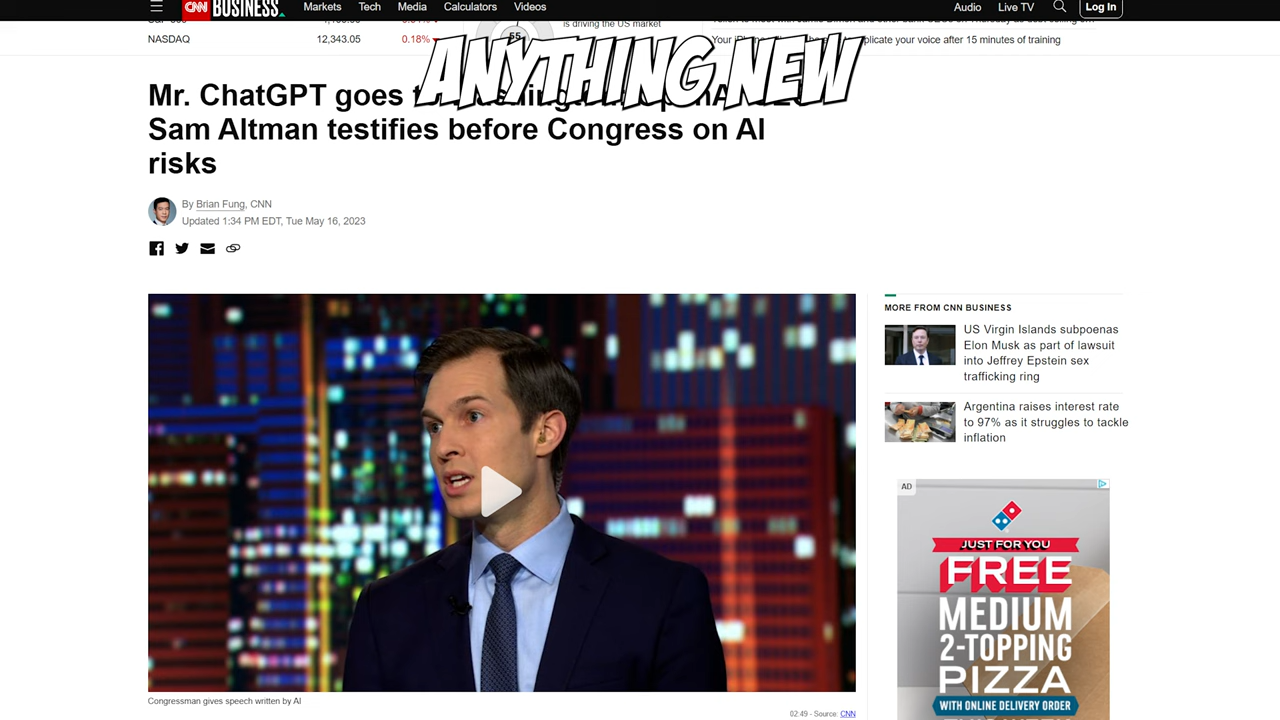 CNN BUSINESS
Markets Tech Media Calculators Videos
Audio Live TV Log In
is driving the US market
NASDAQ 12,343.05 0.18%
55
plicate your voice after 15 minutes of training
ANYTHING NEW
Mr. ChatGPT goes
Sam Altman testifies before Congress on AI
risks
By Brian Fung, CNN
Updated 1:34 PM EDT, Tue May 16, 2023
MORE FROM CNN BUSINESS
US Virgin Islands subpoenas
Elon Musk as part of lawsuit
into Jeffrey Epstein sex
trafficking ring
Argentina raises interest rate
to 97% as it struggles to tackle
inflation
AD
JUST FOR YOU
FREE
MEDIUM
2-TOPPING
PIZZA
WITH ONLINE DELIVERY ORDER
Congressman gives speech written by AI
02:49 - Source: CNN